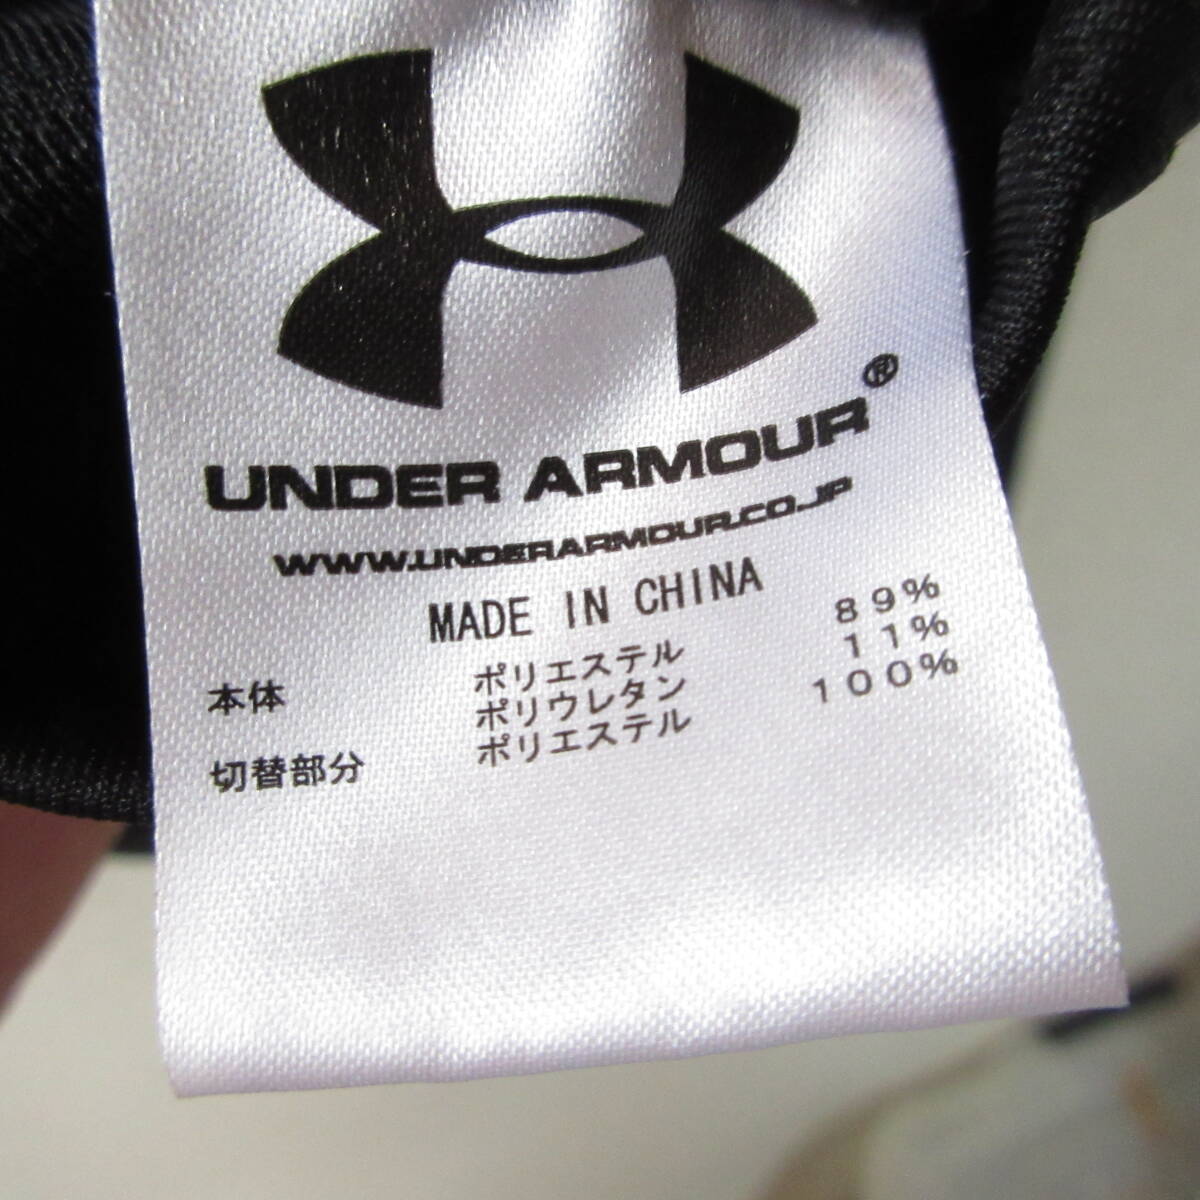 UNDER ARMOUR®
WWW.UNDERARMOUR.CO.JP
MADE IN CHINA
本体 ポリエステル 89%
ポリウレタン 11%
切替部分 ポリエステル 100%